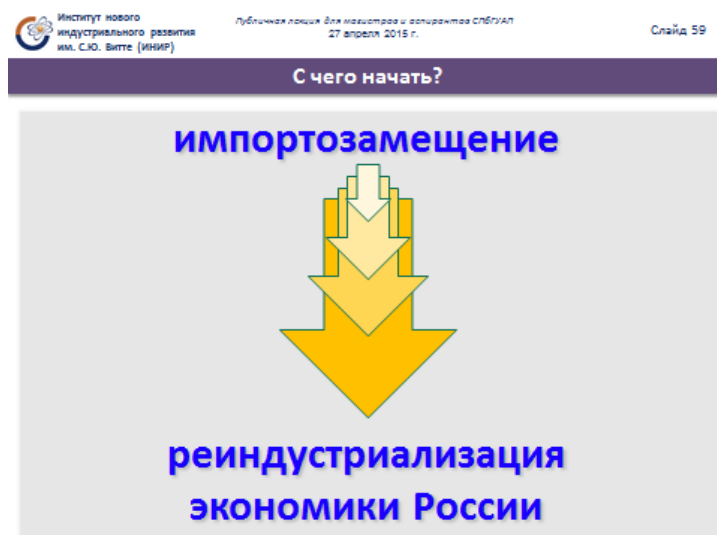 Институт нового
индустриального развития
им. С.Ю. Витте (ИНИР)
Публичная лекция для магистров и аспирантов СПбГУАП
27 апреля 2015 г.
Слайд 59
С чего начать?
импортозамещение
реиндустриализация
экономики России